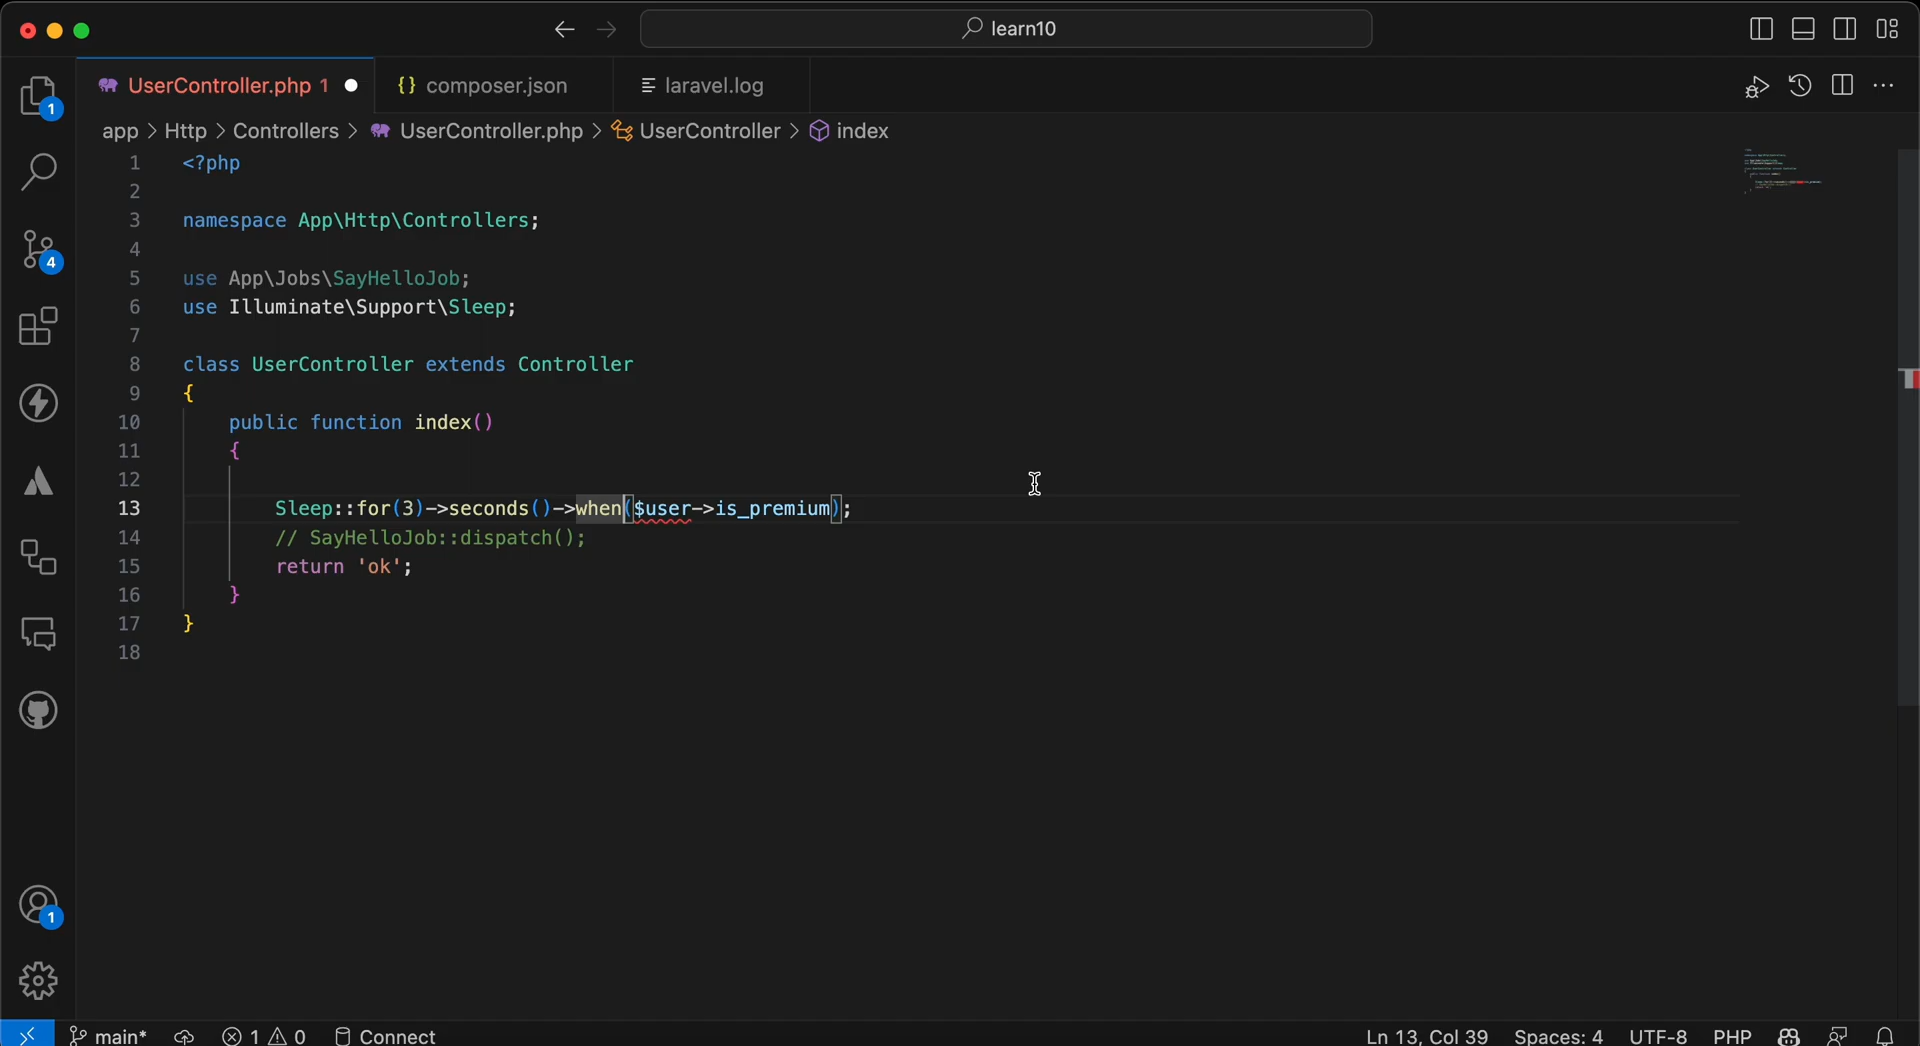 learn10
UserController.php 1
composer.json
laravel.log
app > Http > Controllers > UserController.php > UserController > index
1 <?php
2
3 namespace App\Http\Controllers;
4
5 use App\Jobs\SayHelloJob;
6 use Illuminate\Support\Sleep;
7
8 class UserController extends Controller
9 {
10 public function index()
11 {
12
13 Sleep::for(3)->seconds()->when($user->is_premium);
14 // SayHelloJob::dispatch();
15 return 'ok';
16 }
17 }
18
1
4
1
main* 1 0 Connect Ln 13, Col 39 Spaces: 4 UTF-8 PHP